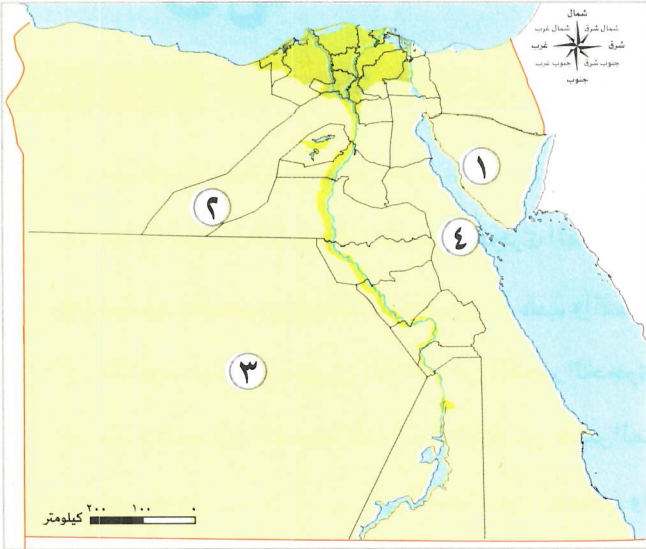 شمال
شمال شرق شمال غرب
شرق غرب
جنوب شرق جنوب غرب
جنوب
١
٢
٤
٣
٢٠٠ ١٠٠ ٠
كيلومتر